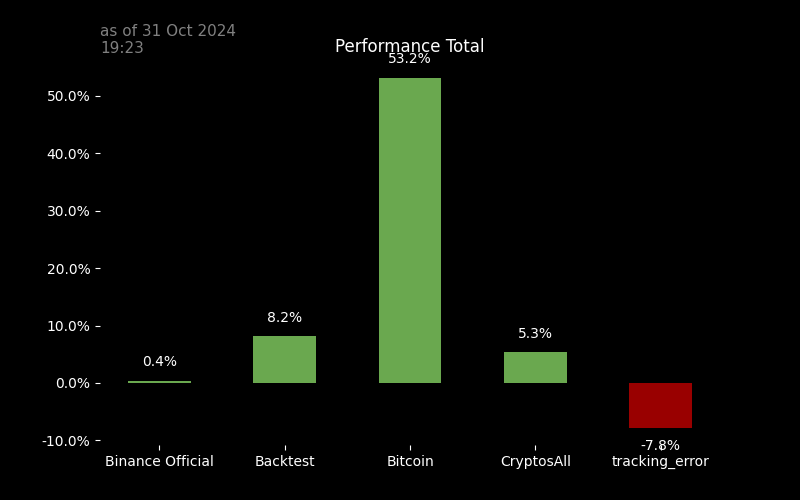 as of 31 Oct 2024
19:23
Performance Total
53.2%
50.0%
40.0%
30.0%
20.0%
10.0%
0.0%
-10.0%
0.4%
8.2%
5.3%
-7.8%
Binance Official
Backtest
Bitcoin
CryptosAll
tracking_error